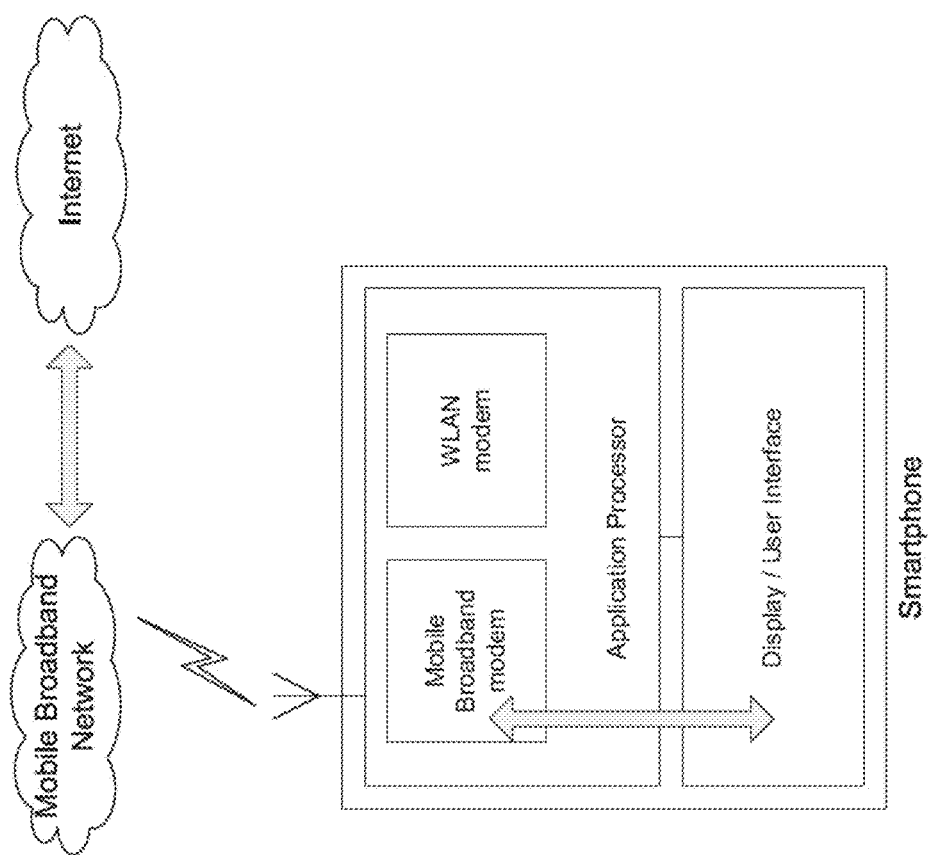 Mobile Broadband
Network
Internet
Mobile
Broadband
modem
WLAN
modem
Application Processor
Display / User Interface
Smartphone